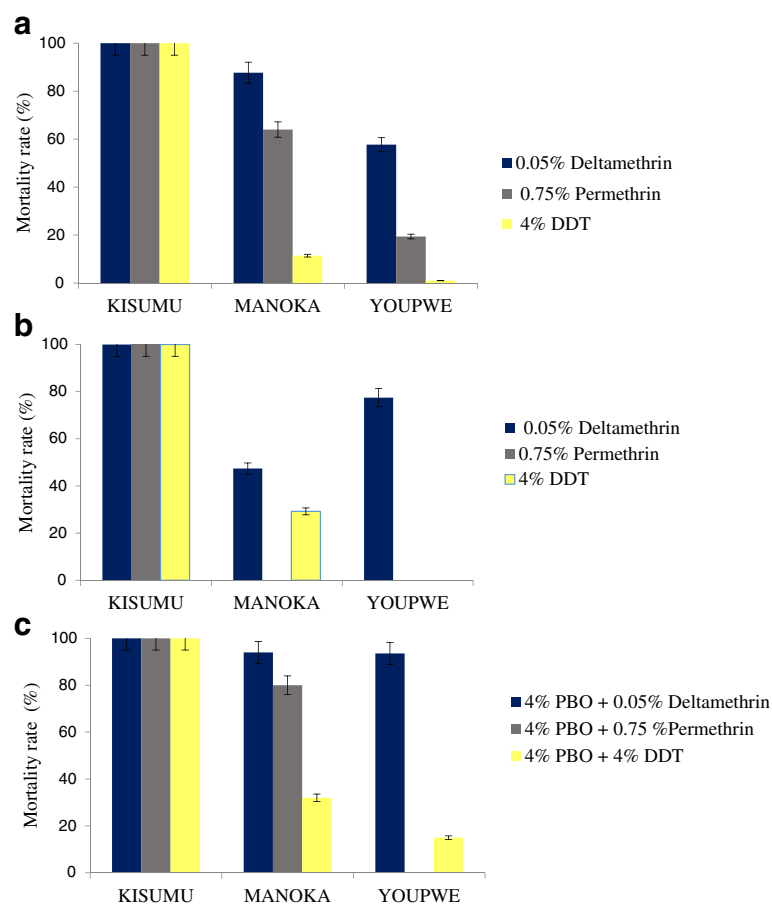 a
Mortality rate (%)
100
80
60
40
20
0
KISUMU MANOKA YOUPWE
0.05% Deltamethrin
0.75% Permethrin
4% DDT
b
Mortality rate (%)
100
80
60
40
20
0
KISUMU MANOKA YOUPWE
0.05% Deltamethrin
0.75% Permethrin
4% DDT
c
Mortality rate (%)
100
80
60
40
20
0
KISUMU MANOKA YOUPWE
4% PBO + 0.05% Deltamethrin
4% PBO + 0.75 %Permethrin
4% PBO + 4% DDT